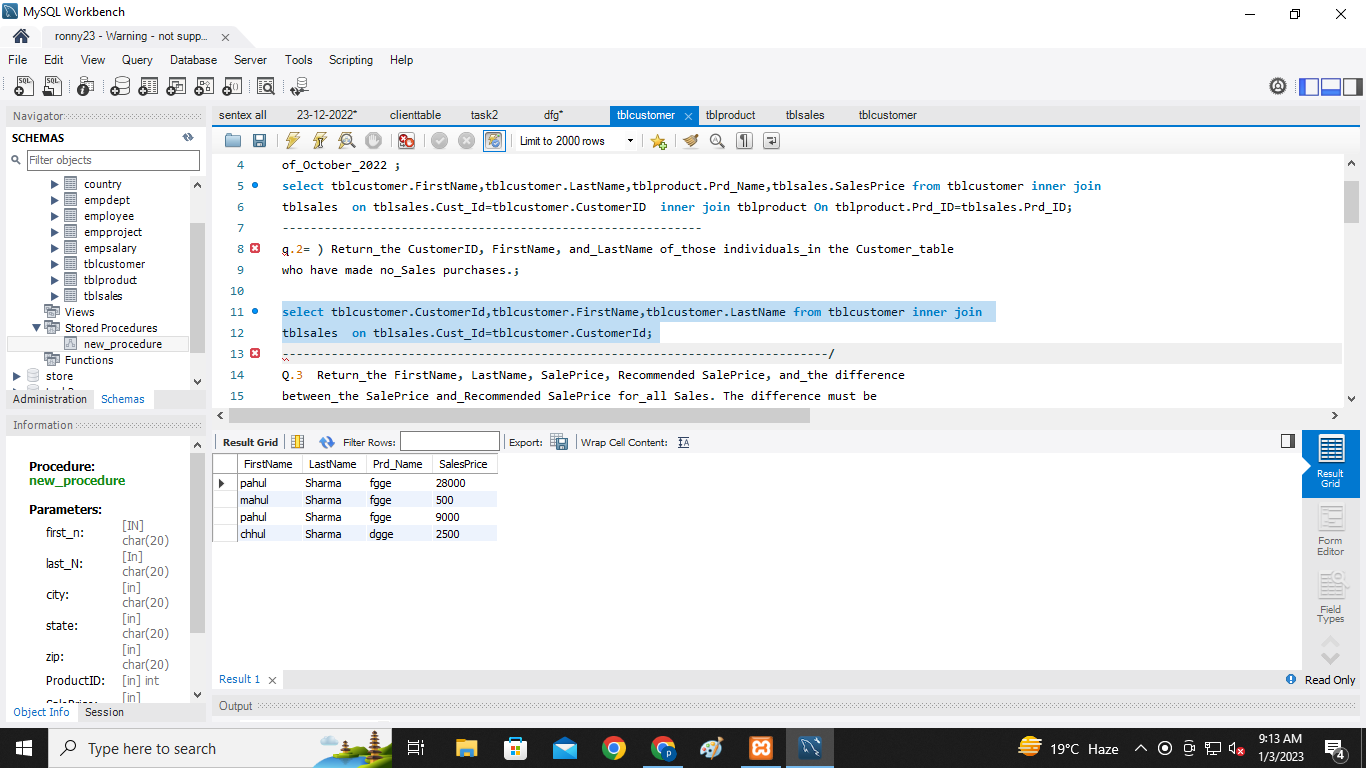 MySQL Workbench
ronny23 - Warning - not supp...
File Edit View Query Database Server Tools Scripting Help
Navigator
SCHEMAS
Filter objects
country
empdept
employee
empproject
empsalary
tblcustomer
tblproduct
tblsales
Views
Stored Procedures
new_procedure
Functions
store
Administration Schemas
Information
Procedure:
new_procedure
Parameters:
first_n: [IN] char(20)
last_N: [In] char(20)
city: [in] char(20)
state: [in] char(20)
zip: [in] char(20)
ProductID: [in] int
[in]
Object Info Session
sentex all 23-12-2022* clienttable task2 dfg* tblcustomer tblproduct tblsales tblcustomer
Limit to 2000 rows
4 of_October_2022 ;
5 select tblcustomer.FirstName,tblcustomer.LastName,tblproduct.Prd_Name,tblsales.SalesPrice from tblcustomer inner join
6 tblsales  on tblsales.Cust_Id=tblcustomer.CustomerID  inner join tblproduct On tblproduct.Prd_ID=tblsales.Prd_ID;
7 ------------------------------------------------------------
8 q.2= ) Return_the CustomerID, FirstName, and_LastName of_those individuals_in the Customer_table
9 who have made no_Sales purchases.;
10
11 select tblcustomer.CustomerId,tblcustomer.FirstName,tblcustomer.LastName from tblcustomer inner join
12 tblsales  on tblsales.Cust_Id=tblcustomer.CustomerId;
13 ------------------------------------------------------------------------------/
14 Q.3  Return_the FirstName, LastName, SalePrice, Recommended SalePrice, and_the difference
15 between_the SalePrice and_Recommended SalePrice for_all Sales. The difference must be
Result Grid Filter Rows: Export: Wrap Cell Content:
FirstName LastName Prd_Name SalesPrice
pahul Sharma fgge 28000
mahul Sharma fgge 500
pahul Sharma fgge 9000
chhul Sharma dgge 2500
Result Grid
Form Editor
Field Types
Result 1
Read Only
Output
Type here to search
19°C Haze
9:13 AM
1/3/2023
4